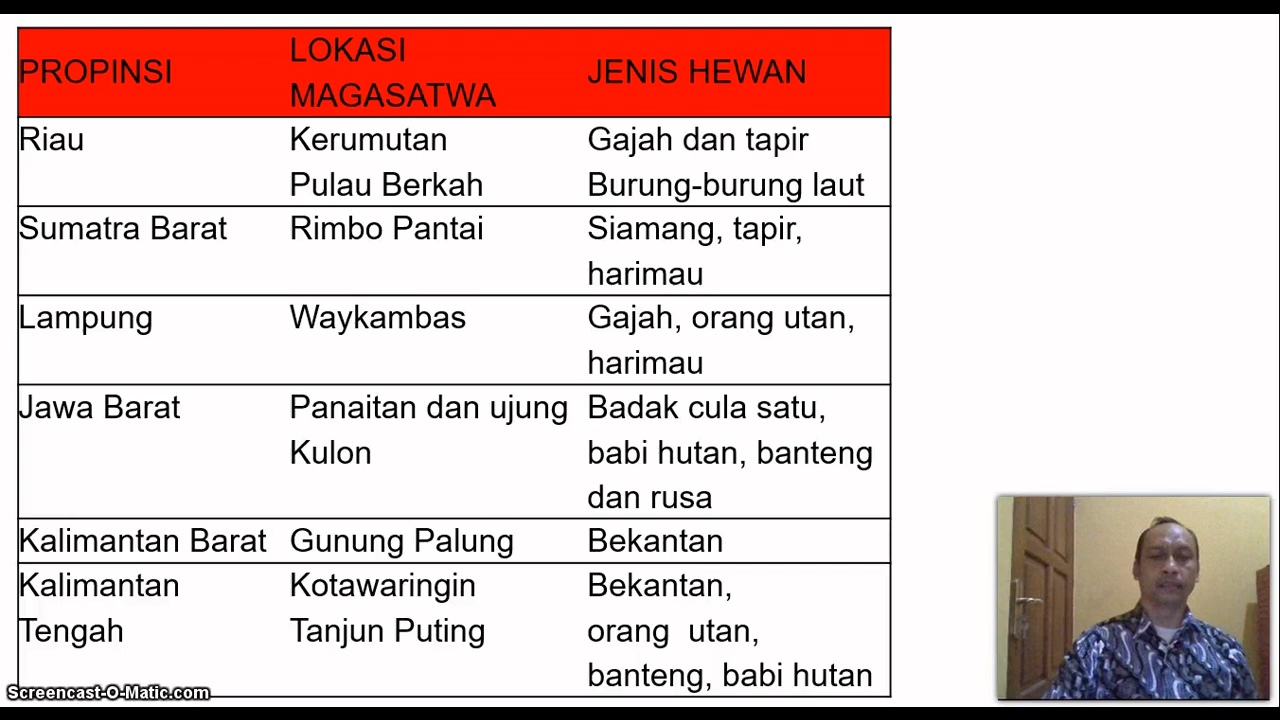 PROPINSI
LOKASI
MAGASATWA
JENIS HEWAN
Riau
Kerumutan
Pulau Berkah
Gajah dan tapir
Burung-burung laut
Sumatra Barat
Rimbo Pantai
Siamang, tapir,
harimau
Lampung
Waykambas
Gajah, orang utan,
harimau
Jawa Barat
Panaitan dan ujung
Kulon
Badak cula satu,
babi hutan, banteng
dan rusa
Kalimantan Barat
Gunung Palung
Bekantan
Kalimantan
Tengah
Kotawaringin
Tanjun Puting
Bekantan,
orang utan,
banteng, babi hutan
Screencast-O-Matic.com